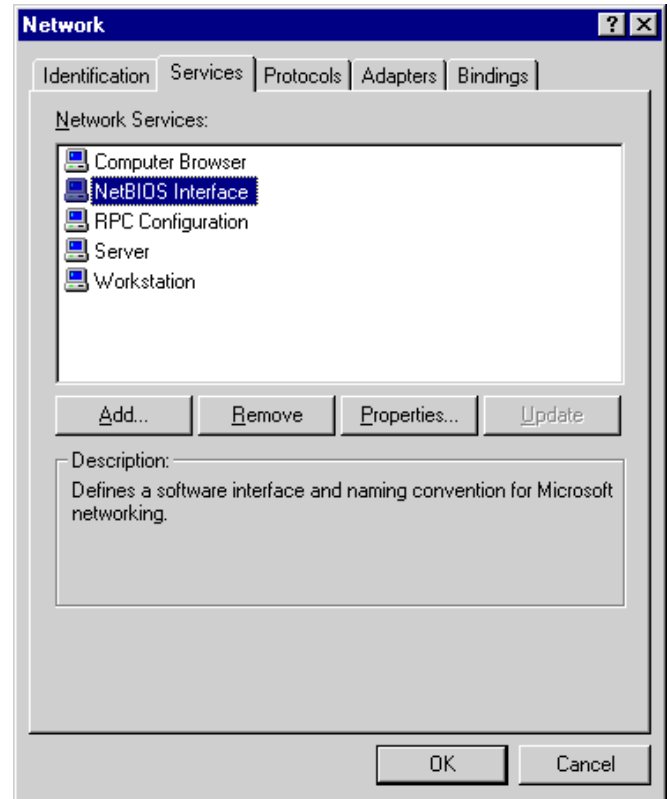 Network
Identification Services Protocols Adapters Bindings
Network Services:
Computer Browser
NetBIOS Interface
RPC Configuration
Server
Workstation
Add... Remove Properties... Update
Description:
Defines a software interface and naming convention for Microsoft
networking.
OK Cancel